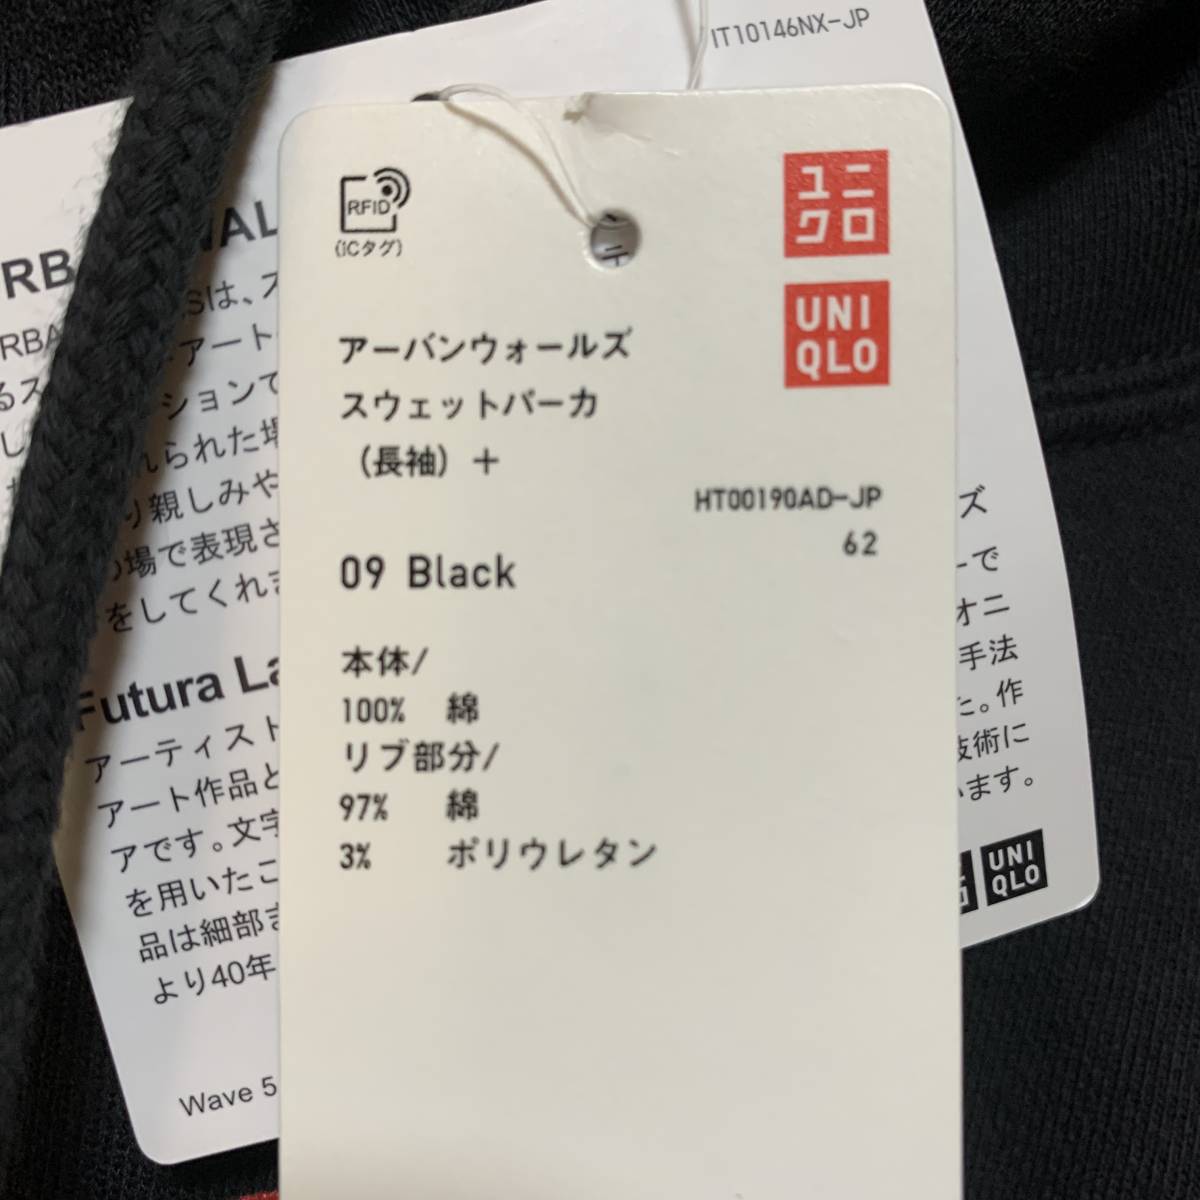 IT10146NX-JP
RFID
(ICタグ)
ユニ
クロ
UNI
QLO
アーバンウォールズ
スウェットパーカ
(長袖) +
HT00190AD-JP
62
09 Black
本体/
100% 綿
リブ部分/
97% 綿
3% ポリウレタン
Sは、ス
アート
ションで
れられた場
り親しみや
の場で表現さ
をしてくれま
Futura La
アーティスト
アート作品と
アです。文字
を用いたこ
品は細部ま
より40年
Wave 5
ズ
ーで
オニ
手法
た。作
技術に
います。
UNI
QLO